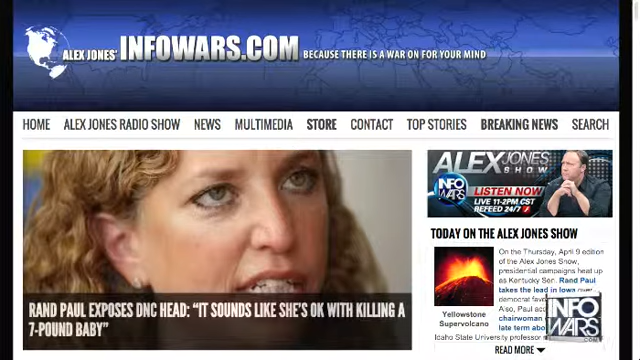 ALEX JONES' INFOWARS.COM BECAUSE THERE IS A WAR ON FOR YOUR MIND
HOME ALEX JONES RADIO SHOW NEWS MULTIMEDIA STORE CONTACT TOP STORIES BREAKING NEWS SEARCH
RAND PAUL EXPOSES DNC HEAD: “IT SOUNDS LIKE SHE'S OK WITH KILLING A
7-POUND BABY”
ALEX JONES
SHOW
INFO
WARS
LISTEN NOW
LIVE 11-2PM CST
REFEED 24/7
TODAY ON THE ALEX JONES SHOW
On the Thursday, April 9 edition
of the Alex Jones Show,
presidential campaigns heat up
as Kentucky Sen. Rand Paul
takes the lead in Iowa over
democrat favo
Also, Paul acc
chairwoman
late term abo
Yellowstone
Supervolcano
Idaho State University professor
READ MORE
INFO
WARS
.COM